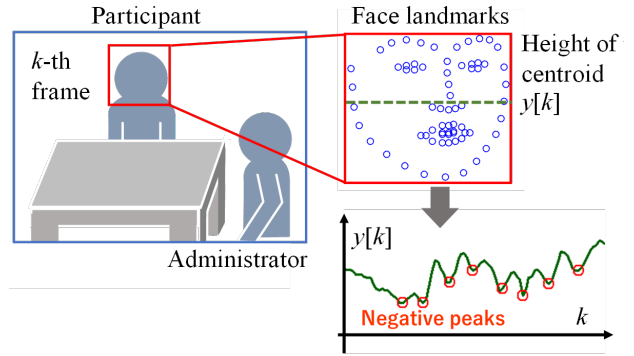 Participant
Face landmarks
k-th
frame
Height of
centroid
y[k]
Administrator
y[k]
Negative peaks
k